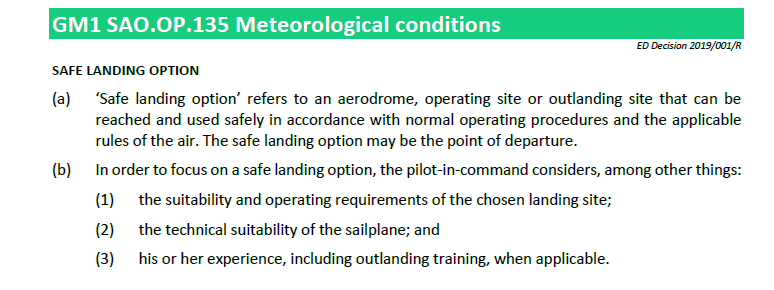 GM1 SAO.OP.135 Meteorological conditions
ED Decision 2019/001/R
SAFE LANDING OPTION
(a) ‘Safe landing option’ refers to an aerodrome, operating site or outlanding site that can be
reached and used safely in accordance with normal operating procedures and the applicable
rules of the air. The safe landing option may be the point of departure.
(b) In order to focus on a safe landing option, the pilot-in-command considers, among other things:
(1) the suitability and operating requirements of the chosen landing site;
(2) the technical suitability of the sailplane; and
(3) his or her experience, including outlanding training, when applicable.